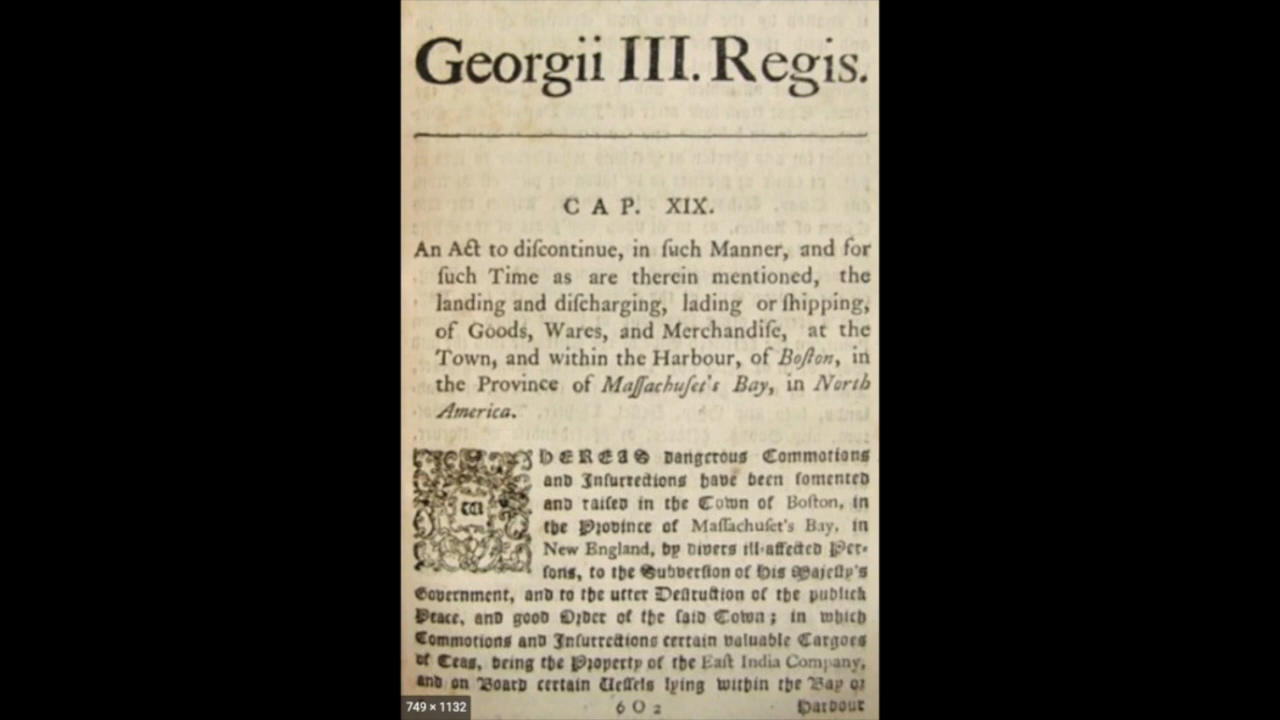 Georgii III. Regis.
CAP. XIX.
An Act to diſcontinue, in ſuch Manner, and for
ſuch Time as are therein mentioned, the
landing and diſcharging, lading or ſhipping,
of Goods, Wares, and Merchandiſe, at the
Town, and within the Harbour, of Boſton, in
the Province of Maſſachuſet's Bay, in North
America.
WHEREAS dangerous Commotions
and Inſurrections have been fomented
and raiſed in the Town of Boſton, in
the Province of Maſſachuſet's Bay, in
New England, by divers ill-affected Per-
ſons, to the Subverſion of His Majeſty's
Government, and to the utter Deſtruction of the publick
Peace, and good Order of the ſaid Town; in which
Commotions and Inſurrections certain valuable Cargoes
of Teas, being the Property of the Eaſt India Company,
and on Board certain Veſſels lying within the Bay or
6 O 2 Harbour
749 × 1132